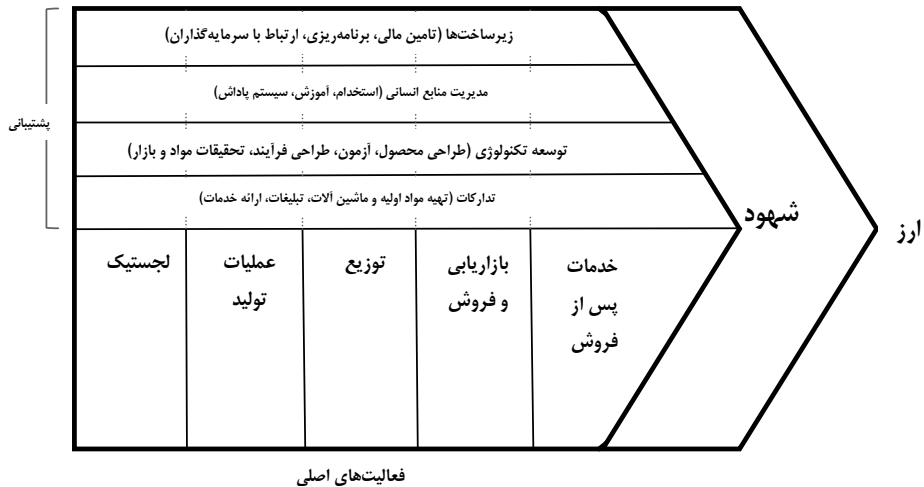 زیرساخت‌ها (تامین مالی، برنامه‌ریزی، ارتباط با سرمایه‌گذاران)
مدیریت منابع انسانی (استخدام، آموزش، سیستم پاداش)
پشتیبانی
توسعه تکنولوژی (طراحی محصول، آزمون، طراحی فرآیند، تحقیقات مواد و بازار)
تدارکات (تهیه مواد اولیه و ماشین آلات، تبلیغات، ارائه خدمات)
شهود
ارز
لجستیک
عملیات
تولید
توزیع
بازاریابی
و فروش
خدمات
پس از
فروش
فعالیت‌های اصلی